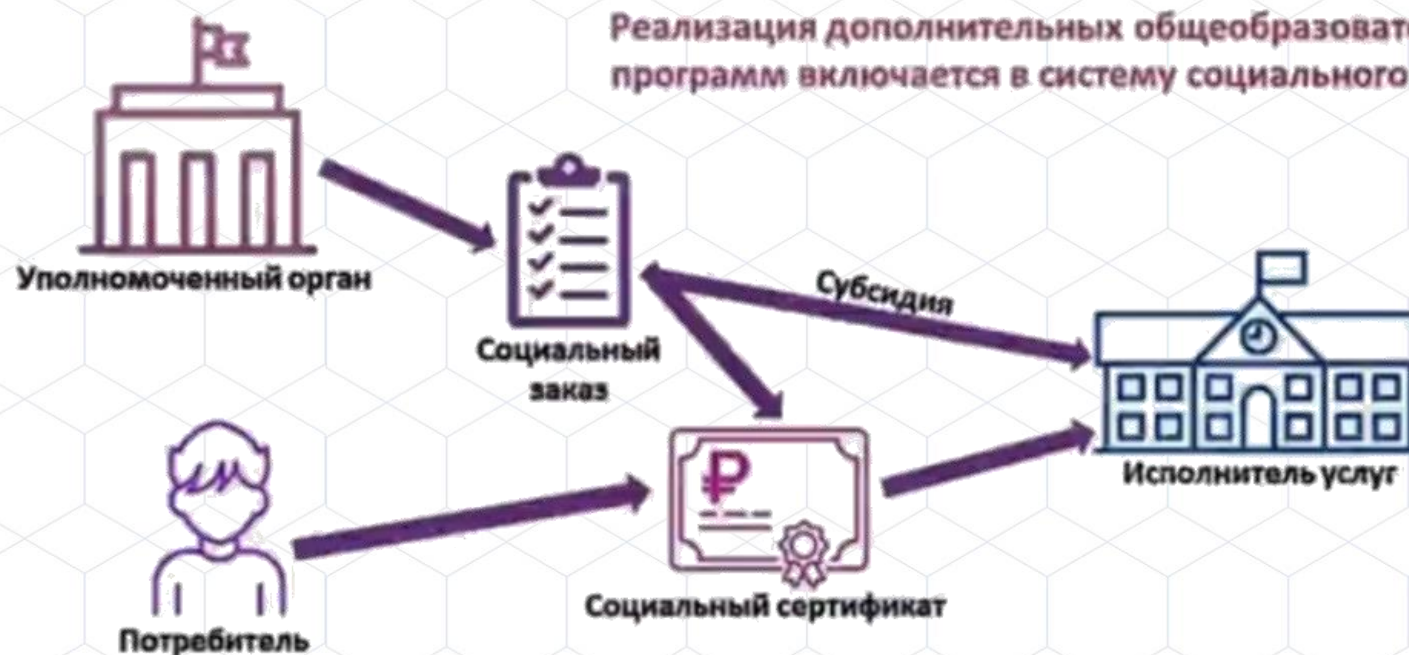 Реализация дополнительных общеобразоват
программ включается в систему социального
Уполномоченный орган
Субсидия
Социальный
заказ
Исполнитель услуг
Социальный сертификат
Потребитель